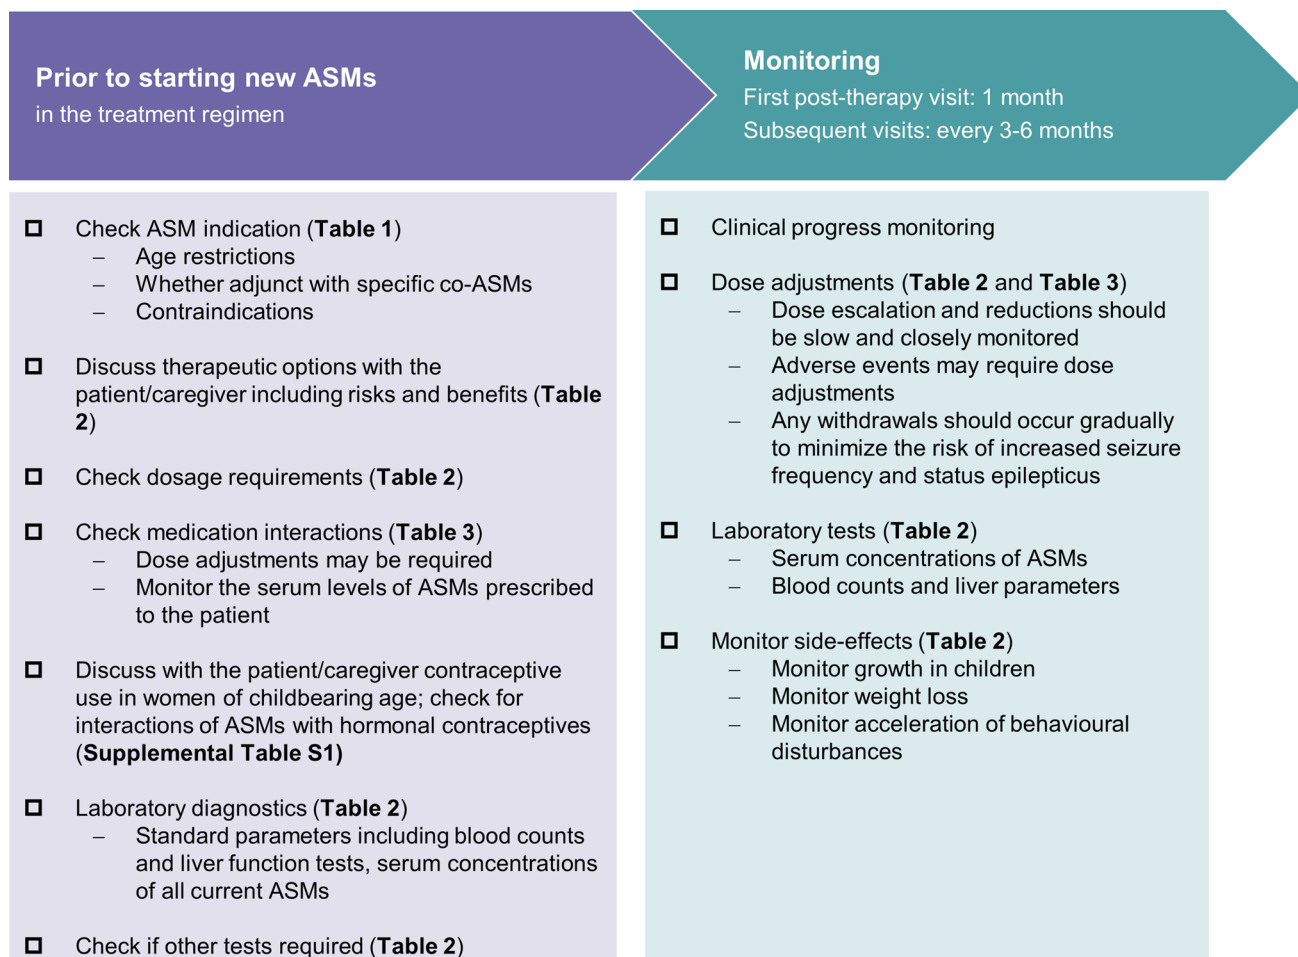 Prior to starting new ASMs
in the treatment regimen
Monitoring
First post-therapy visit: 1 month
Subsequent visits: every 3-6 months
Check ASM indication (Table 1)
– Age restrictions
– Whether adjunct with specific co-ASMs
– Contraindications
Discuss therapeutic options with the
patient/caregiver including risks and benefits (Table
2)
Check dosage requirements (Table 2)
Check medication interactions (Table 3)
– Dose adjustments may be required
– Monitor the serum levels of ASMs prescribed
to the patient
Discuss with the patient/caregiver contraceptive
use in women of childbearing age; check for
interactions of ASMs with hormonal contraceptives
(Supplemental Table S1)
Laboratory diagnostics (Table 2)
– Standard parameters including blood counts
and liver function tests, serum concentrations
of all current ASMs
Check if other tests required (Table 2)
Clinical progress monitoring
Dose adjustments (Table 2 and Table 3)
– Dose escalation and reductions should
be slow and closely monitored
– Adverse events may require dose
adjustments
– Any withdrawals should occur gradually
to minimize the risk of increased seizure
frequency and status epilepticus
Laboratory tests (Table 2)
– Serum concentrations of ASMs
– Blood counts and liver parameters
Monitor side-effects (Table 2)
– Monitor growth in children
– Monitor weight loss
– Monitor acceleration of behavioural
disturbances